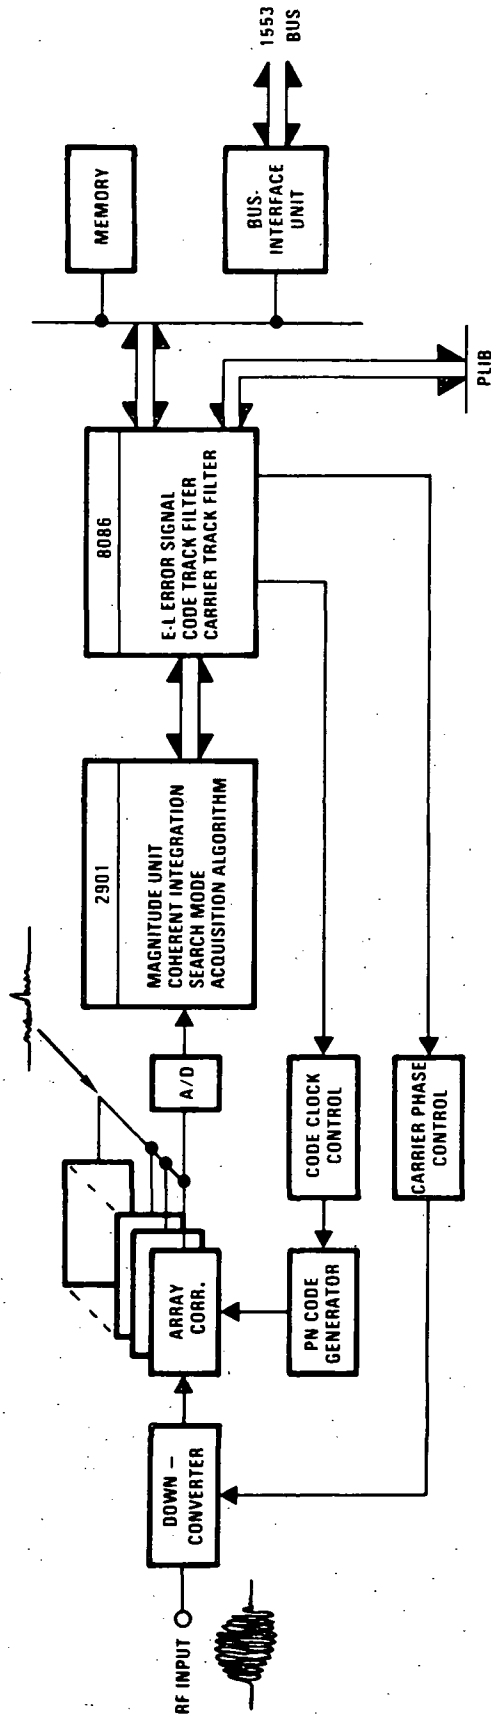 RF INPUT
DOWN –
CONVERTER
ARRAY
CORR.
A/D
2901
MAGNITUDE UNIT
COHERENT INTEGRATION
SEARCH MODE
ACQUISITION ALGORITHM
8086
E-L ERROR SIGNAL
CODE TRACK FILTER
CARRIER TRACK FILTER
MEMORY
BUS-
INTERFACE
UNIT
1553
BUS
PLIB
PN CODE
GENERATOR
CODE CLOCK
CONTROL
CARRIER PHASE
CONTROL